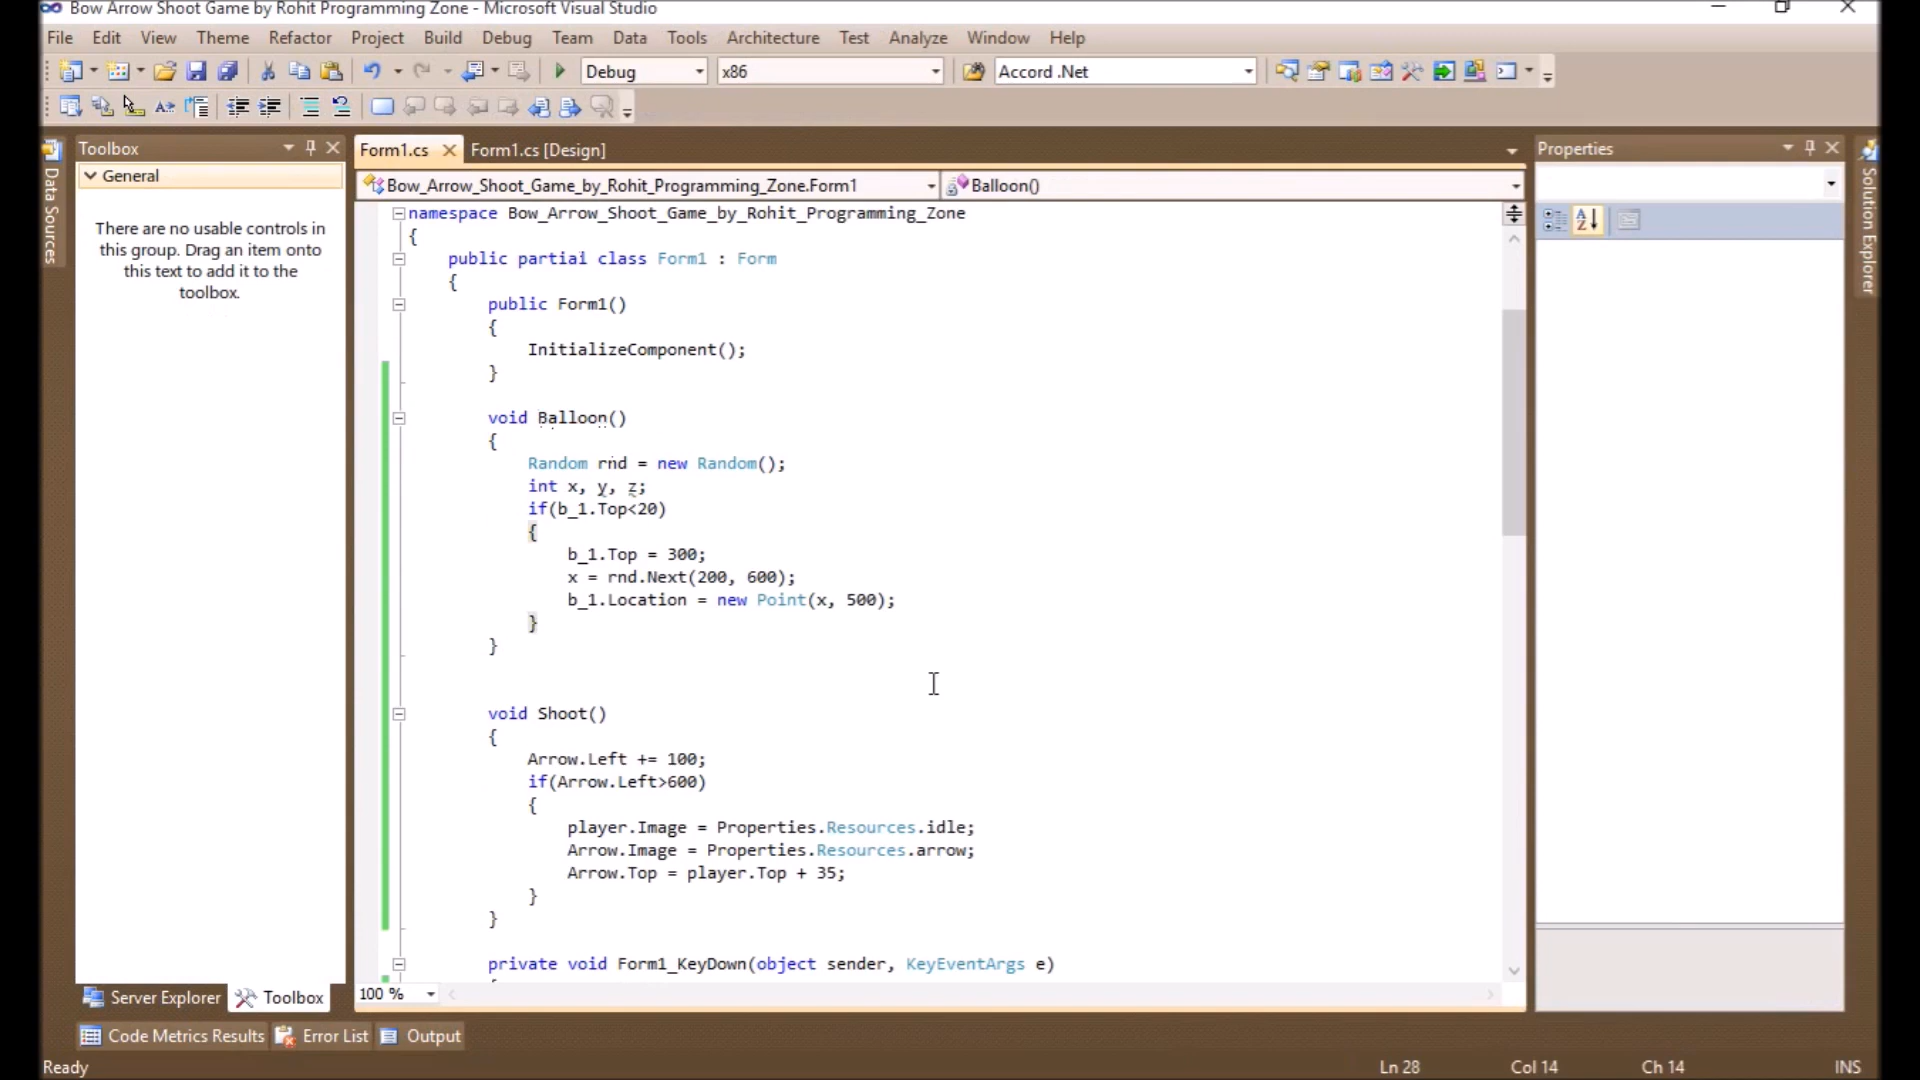 Bow Arrow Shoot Game by Rohit Programming Zone - Microsoft Visual Studio
File Edit View Theme Refactor Project Build Debug Team Data Tools Architecture Test Analyze Window Help
Debug x86 Accord .Net
Data Sources
Toolbox
General
There are no usable controls in
this group. Drag an item onto
this text to add it to the
toolbox.
Form1.cs Form1.cs [Design]
Bow_Arrow_Shoot_Game_by_Rohit_Programming_Zone.Form1 Balloon()
namespace Bow_Arrow_Shoot_Game_by_Rohit_Programming_Zone
{
public partial class Form1 : Form
{
public Form1()
{
InitializeComponent();
}
void Balloon()
{
Random rnd = new Random();
int x, y, z;
if(b_1.Top<20)
{
b_1.Top = 300;
x = rnd.Next(200, 600);
b_1.Location = new Point(x, 500);
}
}
void Shoot()
{
Arrow.Left += 100;
if(Arrow.Left>600)
{
player.Image = Properties.Resources.idle;
Arrow.Image = Properties.Resources.arrow;
Arrow.Top = player.Top + 35;
}
}
private void Form1_KeyDown(object sender, KeyEventArgs e)
100 %
Properties
Solution Explorer
Server Explorer Toolbox
Code Metrics Results Error List Output
Ready Ln 28 Col 14 Ch 14 INS